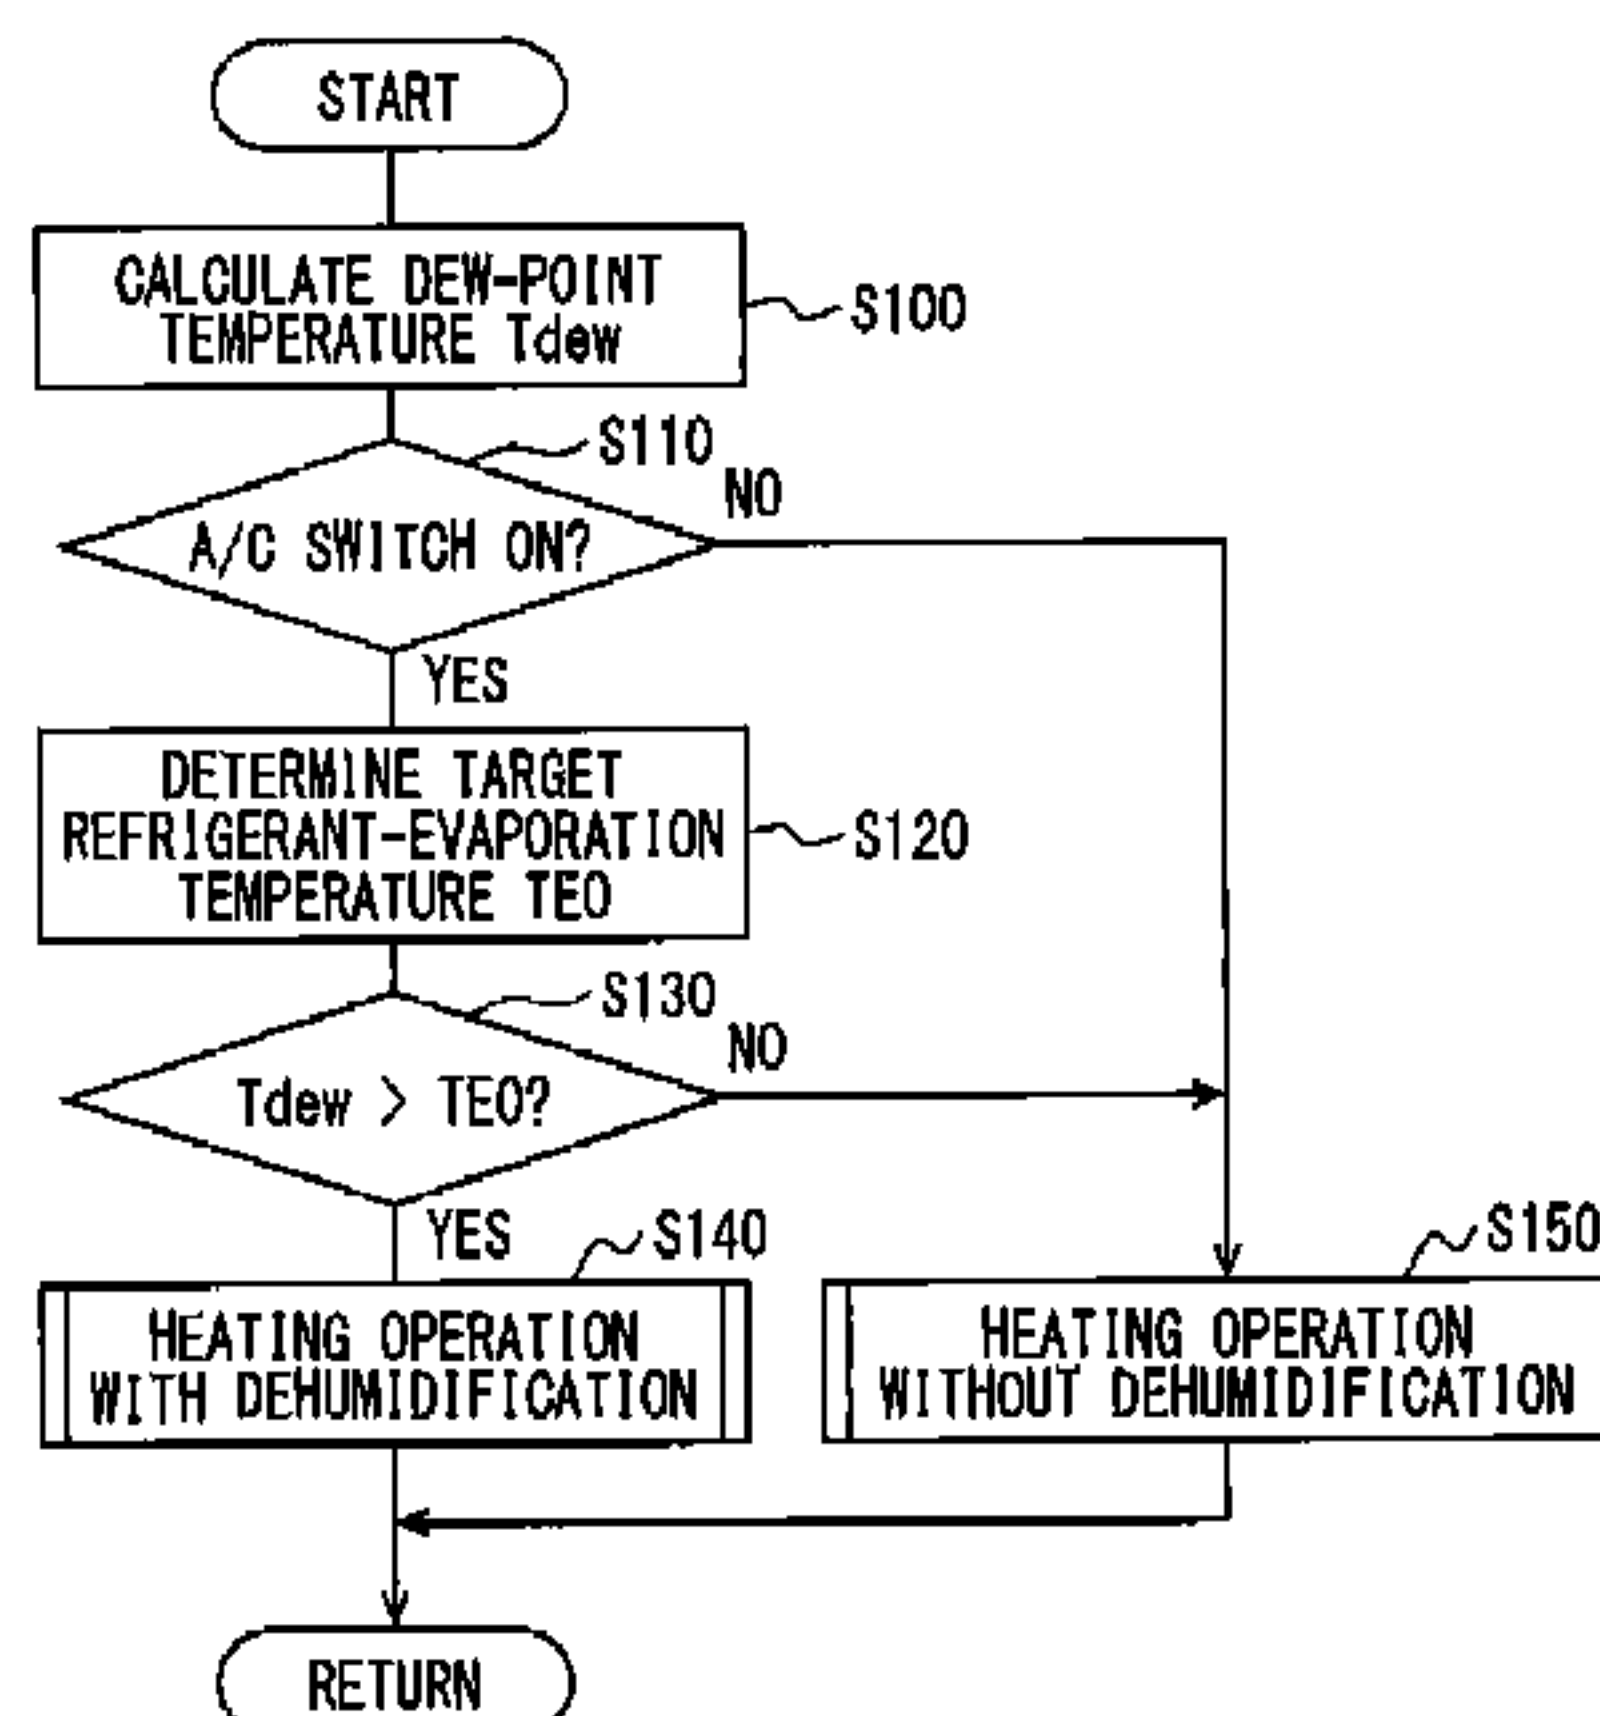 START
CALCULATE DEW-POINT
TEMPERATURE Tdew
S100
S110
A/C SWITCH ON?
NO
YES
DETERMINE TARGET
REFRIGERANT-EVAPORATION
TEMPERATURE TEO
S120
S130
Tdew > TEO?
NO
YES
S140
HEATING OPERATION
WITH DEHUMIDIFICATION
S150
HEATING OPERATION
WITHOUT DEHUMIDIFICATION
RETURN